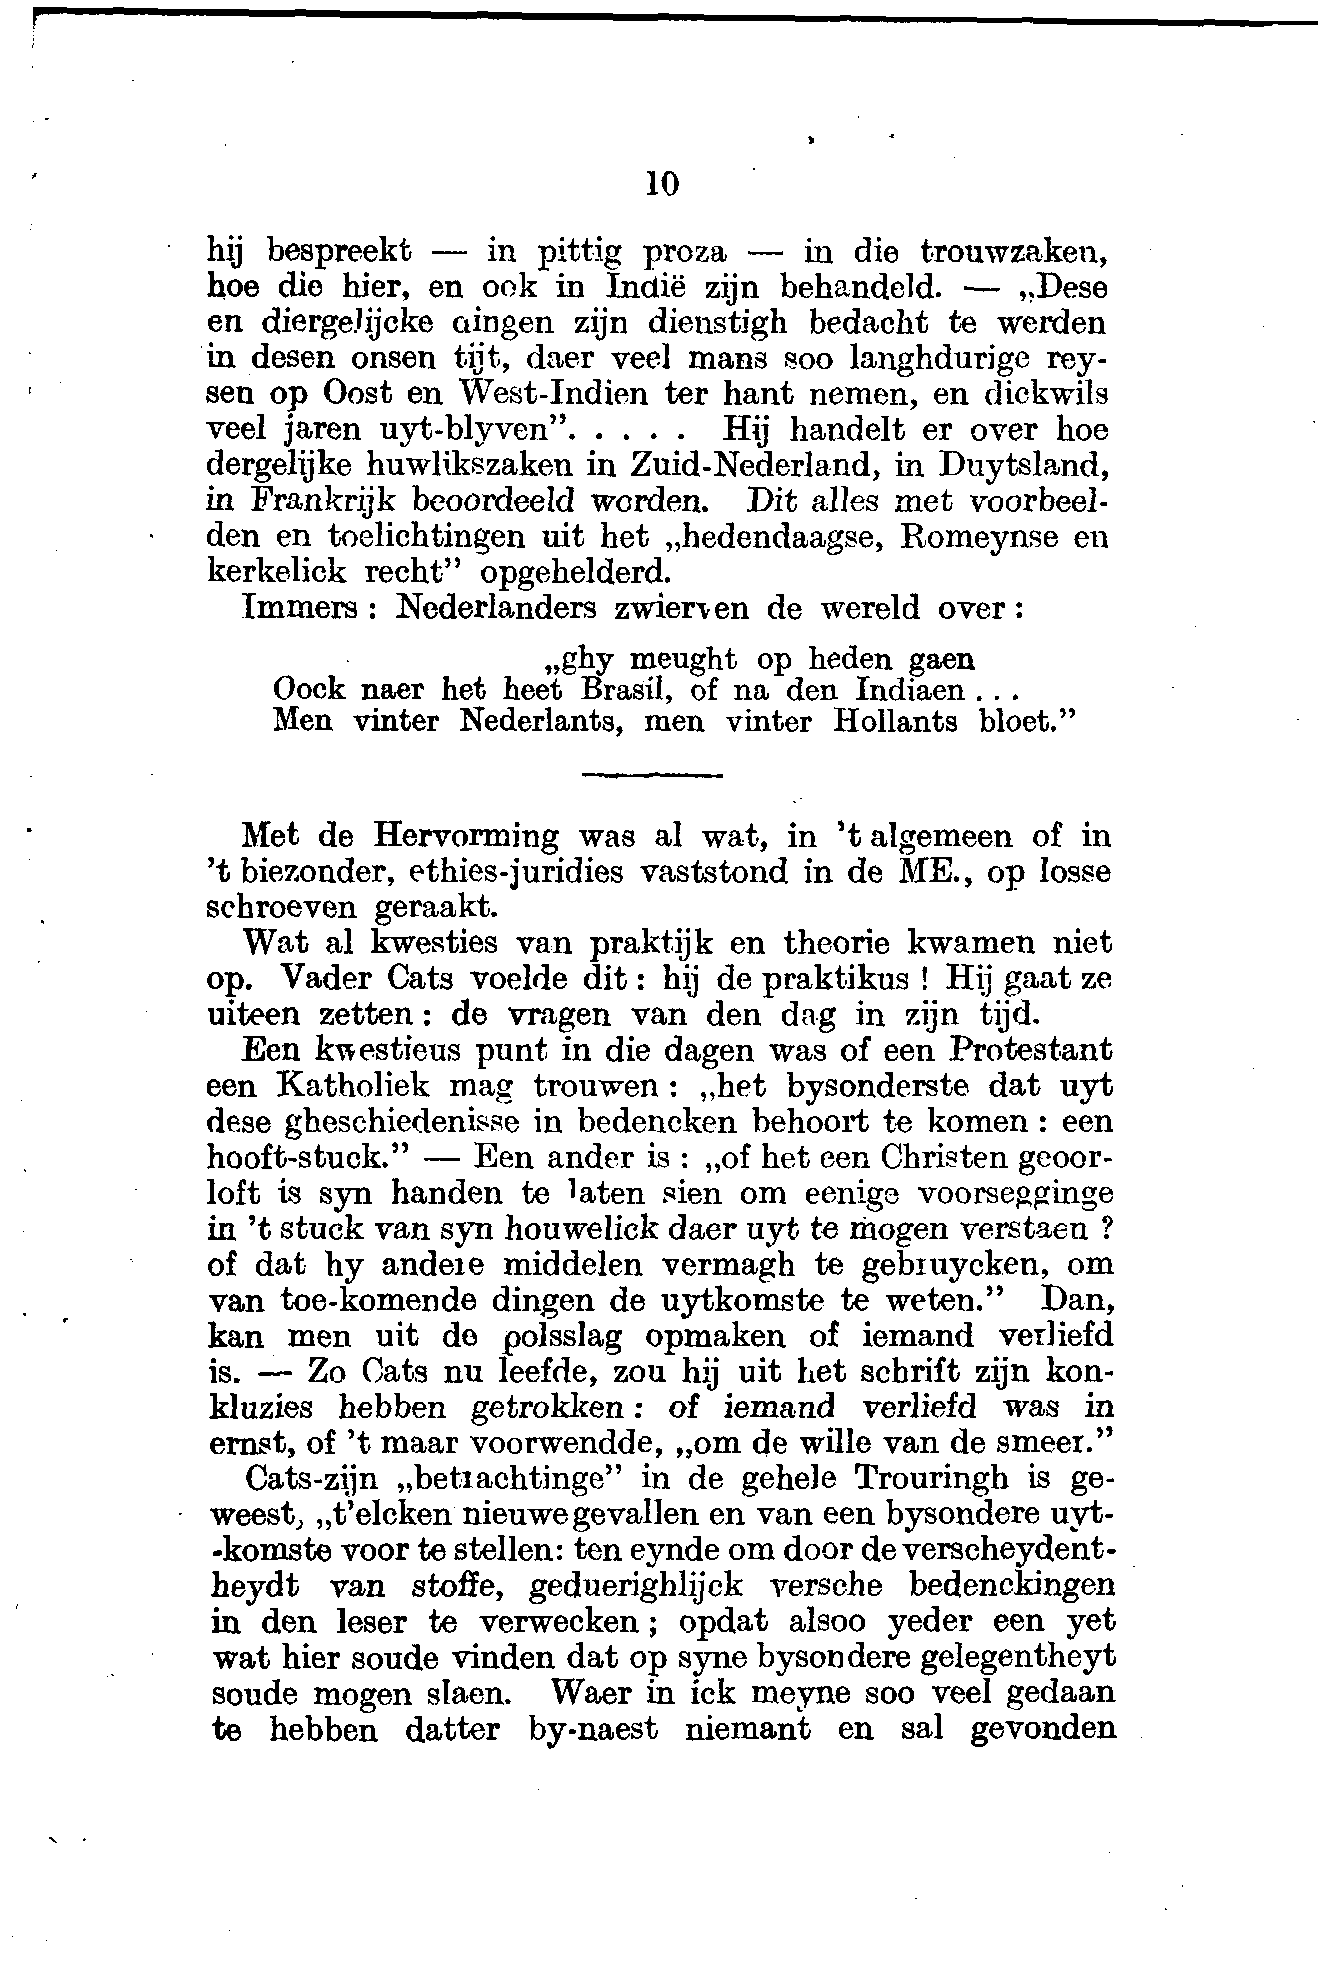 10
hij bespreekt — in pittig proza — in die trouwzaken,
hoe die hier, en ook in Indië zijn behandeld. — „Dese
en diergelijcke dingen zijn dienstigh bedacht te werden
in desen onsen tijt, daer veel mans soo langhdurige rey-
sen op Oost en West-Indien ter hant nemen, en dickwils
veel jaren uyt-blyven”. . . . . Hij handelt er over hoe
dergelijke huwlikszaken in Zuid-Nederland, in Duytsland,
in Frankrijk beoordeeld worden. Dit alles met voorbeel-
den en toelichtingen uit het „hedendaagse, Romeynse en
kerkelick recht” opgehelderd.
Immers : Nederlanders zwierven de wereld over :
„ghy meught op heden gaen
Oock naer het heet Brasil, of na den Indiaen . . .
Men vinter Nederlants, men vinter Hollants bloet.”
Met de Hervorming was al wat, in ’t algemeen of in
’t biezonder, ethies-juridies vaststond in de ME., op losse
schroeven geraakt.
Wat al kwesties van praktijk en theorie kwamen niet
op. Vader Cats voelde dit : hij de praktikus ! Hij gaat ze
uiteen zetten : de vragen van den dag in zijn tijd.
Een kwestieus punt in die dagen was of een Protestant
een Katholiek mag trouwen : „het bysonderste dat uyt
dese gheschiedenisse in bedencken behoort te komen : een
hooft-stuck.” — Een ander is : „of het een Christen geoor-
loft is syn handen te laten sien om eenige voorsegginge
in ’t stuck van syn houwelick daer uyt te mogen verstaen ?
of dat hy andere middelen vermagh te gebruycken, om
van toe-komende dingen de uytkomste te weten.” Dan,
kan men uit de polsslag opmaken of iemand verliefd
is. — Zo Cats nu leefde, zou hij uit het schrift zijn kon-
kluzies hebben getrokken : of iemand verliefd was in
ernst, of ’t maar voorwendde, „om de wille van de smeer.”
Cats-zijn „betrachtinge” in de gehele Trouringh is ge-
weest, „t’elcken nieuwe gevallen en van een bysondere uyt-
-komste voor te stellen: ten eynde om door de verscheydent-
heydt van stoffe, geduerighlijck versche bedenckingen
in den leser te verwecken ; opdat alsoo yeder een yet
wat hier soude vinden dat op syne bysondere gelegentheyt
soude mogen slaen. Waer in ick meyne soo veel gedaan
te hebben datter by-naest niemant en sal gevonden